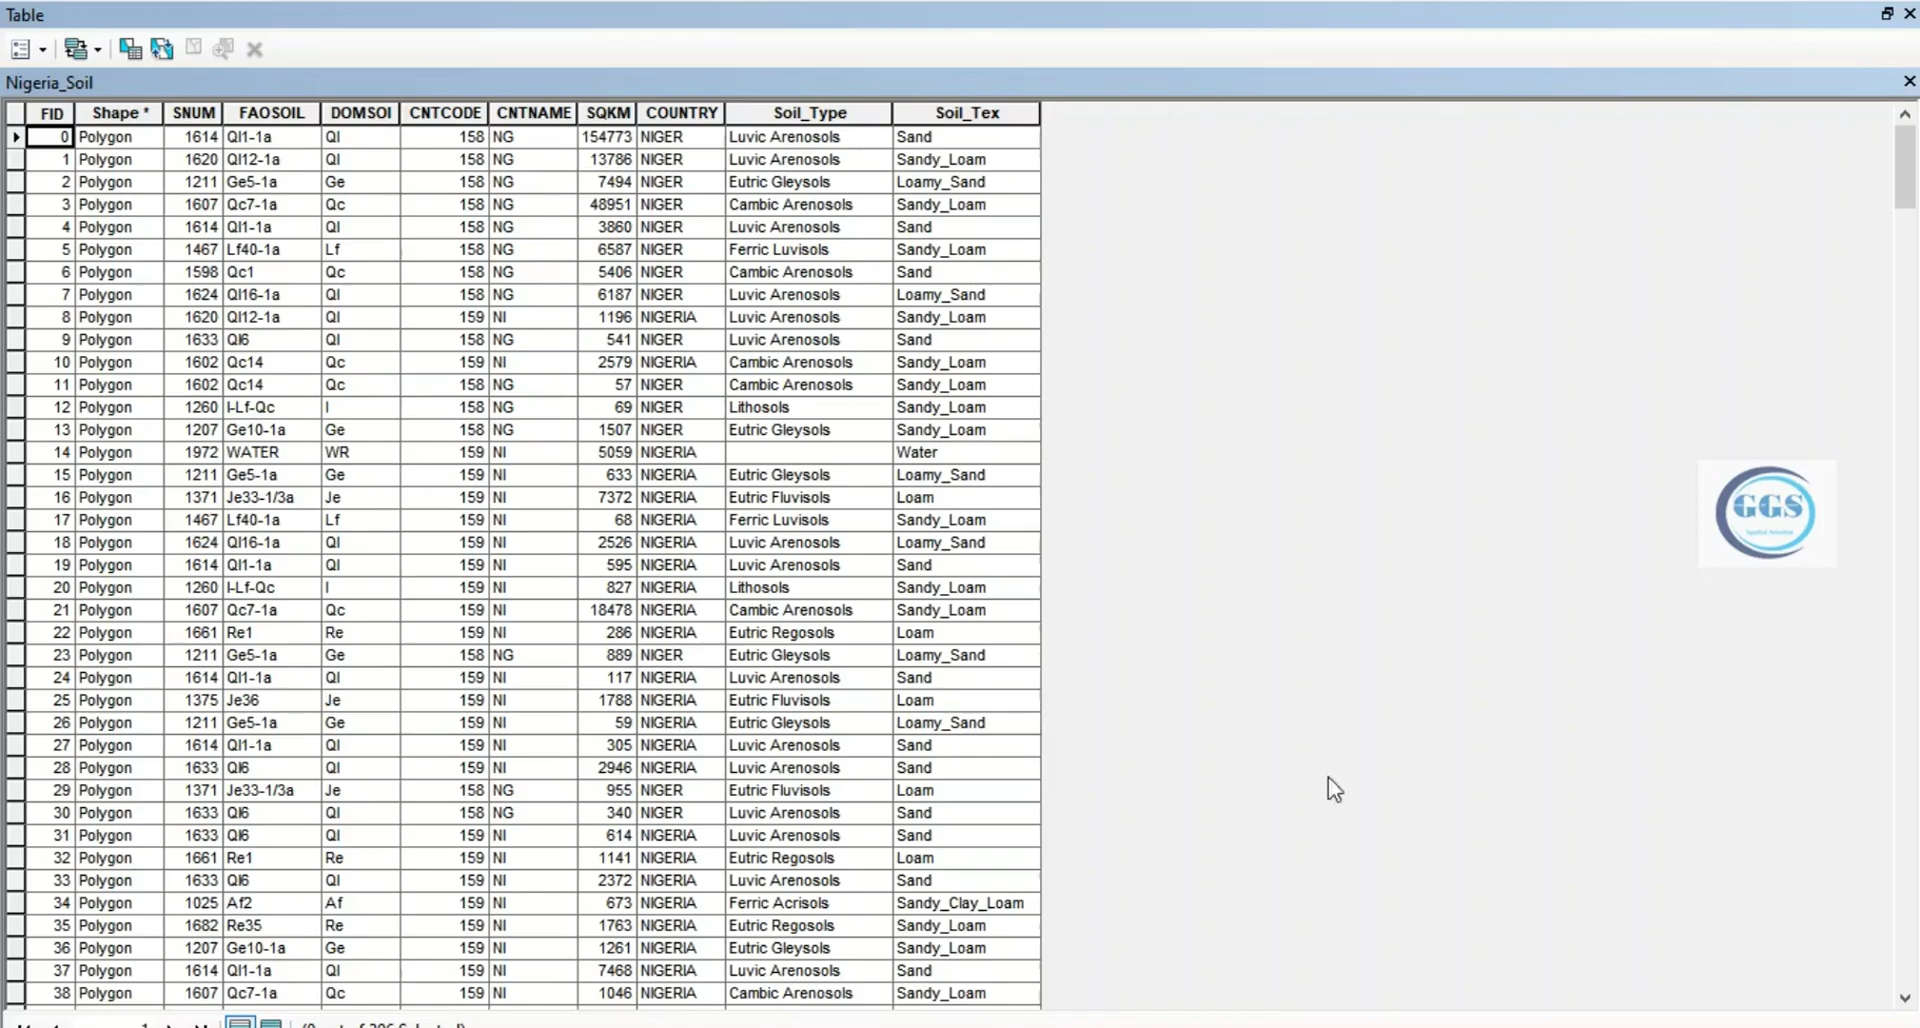 Table
Nigeria_Soil
FID Shape * SNUM FAOSOIL DOMSOI CNTCODE CNTNAME SQKM COUNTRY Soil_Type Soil_Tex
0 Polygon 1614 Ql1-1a Ql 158 NG 154773 NIGER Luvic Arenosols Sand
1 Polygon 1620 Ql12-1a Ql 158 NG 13786 NIGER Luvic Arenosols Sandy_Loam
2 Polygon 1211 Ge5-1a Ge 158 NG 7494 NIGER Eutric Gleysols Loamy_Sand
3 Polygon 1607 Qc7-1a Qc 158 NG 48951 NIGER Cambic Arenosols Sandy_Loam
4 Polygon 1614 Ql1-1a Ql 158 NG 3860 NIGER Luvic Arenosols Sand
5 Polygon 1467 Lf40-1a Lf 158 NG 6587 NIGER Ferric Luvisols Sandy_Loam
6 Polygon 1598 Qc1 Qc 158 NG 5406 NIGER Cambic Arenosols Sand
7 Polygon 1624 Ql16-1a Ql 158 NG 6187 NIGER Luvic Arenosols Loamy_Sand
8 Polygon 1620 Ql12-1a Ql 159 NI 1196 NIGERIA Luvic Arenosols Sandy_Loam
9 Polygon 1633 Ql6 Ql 158 NG 541 NIGER Luvic Arenosols Sand
10 Polygon 1602 Qc14 Qc 159 NI 2579 NIGERIA Cambic Arenosols Sandy_Loam
11 Polygon 1602 Qc14 Qc 158 NG 57 NIGER Cambic Arenosols Sandy_Loam
12 Polygon 1260 I-Lf-Qc I 158 NG 69 NIGER Lithosols Sandy_Loam
13 Polygon 1207 Ge10-1a Ge 158 NG 1507 NIGER Eutric Gleysols Sandy_Loam
14 Polygon 1972 WATER WR 159 NI 5059 NIGERIA Water
15 Polygon 1211 Ge5-1a Ge 159 NI 633 NIGERIA Eutric Gleysols Loamy_Sand
16 Polygon 1371 Je33-1/3a Je 159 NI 7372 NIGERIA Eutric Fluvisols Loam
17 Polygon 1467 Lf40-1a Lf 159 NI 68 NIGERIA Ferric Luvisols Sandy_Loam
18 Polygon 1624 Ql16-1a Ql 159 NI 2526 NIGERIA Luvic Arenosols Loamy_Sand
19 Polygon 1614 Ql1-1a Ql 159 NI 595 NIGERIA Luvic Arenosols Sand
20 Polygon 1260 I-Lf-Qc I 159 NI 827 NIGERIA Lithosols Sandy_Loam
21 Polygon 1607 Qc7-1a Qc 159 NI 18478 NIGERIA Cambic Arenosols Sandy_Loam
22 Polygon 1661 Re1 Re 159 NI 286 NIGERIA Eutric Regosols Loam
23 Polygon 1211 Ge5-1a Ge 158 NG 889 NIGER Eutric Gleysols Loamy_Sand
24 Polygon 1614 Ql1-1a Ql 159 NI 117 NIGERIA Luvic Arenosols Sand
25 Polygon 1375 Je36 Je 159 NI 1788 NIGERIA Eutric Fluvisols Loam
26 Polygon 1211 Ge5-1a Ge 159 NI 59 NIGERIA Eutric Gleysols Loamy_Sand
27 Polygon 1614 Ql1-1a Ql 159 NI 305 NIGERIA Luvic Arenosols Sand
28 Polygon 1633 Ql6 Ql 159 NI 2946 NIGERIA Luvic Arenosols Sand
29 Polygon 1371 Je33-1/3a Je 158 NG 955 NIGER Eutric Fluvisols Loam
30 Polygon 1633 Ql6 Ql 158 NG 340 NIGER Luvic Arenosols Sand
31 Polygon 1633 Ql6 Ql 159 NI 614 NIGERIA Luvic Arenosols Sand
32 Polygon 1661 Re1 Re 159 NI 1141 NIGERIA Eutric Regosols Loam
33 Polygon 1633 Ql6 Ql 159 NI 2372 NIGERIA Luvic Arenosols Sand
34 Polygon 1025 Af2 Af 159 NI 673 NIGERIA Ferric Acrisols Sandy_Clay_Loam
35 Polygon 1682 Re35 Re 159 NI 1763 NIGERIA Eutric Regosols Sandy_Loam
36 Polygon 1207 Ge10-1a Ge 159 NI 1261 NIGERIA Eutric Gleysols Sandy_Loam
37 Polygon 1614 Ql1-1a Ql 159 NI 7468 NIGERIA Luvic Arenosols Sand
38 Polygon 1607 Qc7-1a Qc 159 NI 1046 NIGERIA Cambic Arenosols Sandy_Loam
GGS